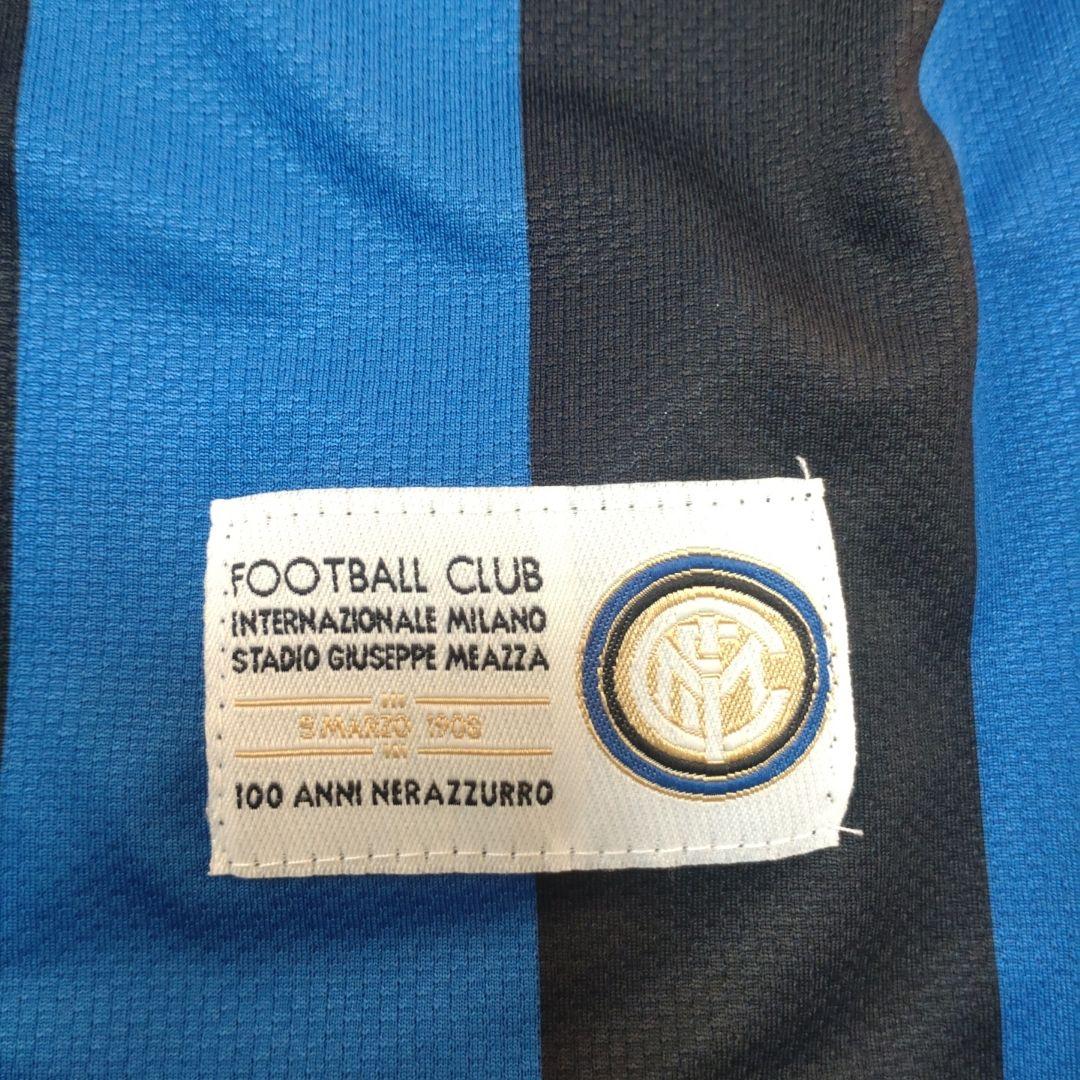 FOOTBALL CLUB
INTERNAZIONALE MILANO
STADIO GIUSEPPE MEAZZA
9 MARZO 1908
100 ANNI NERAZZURRO